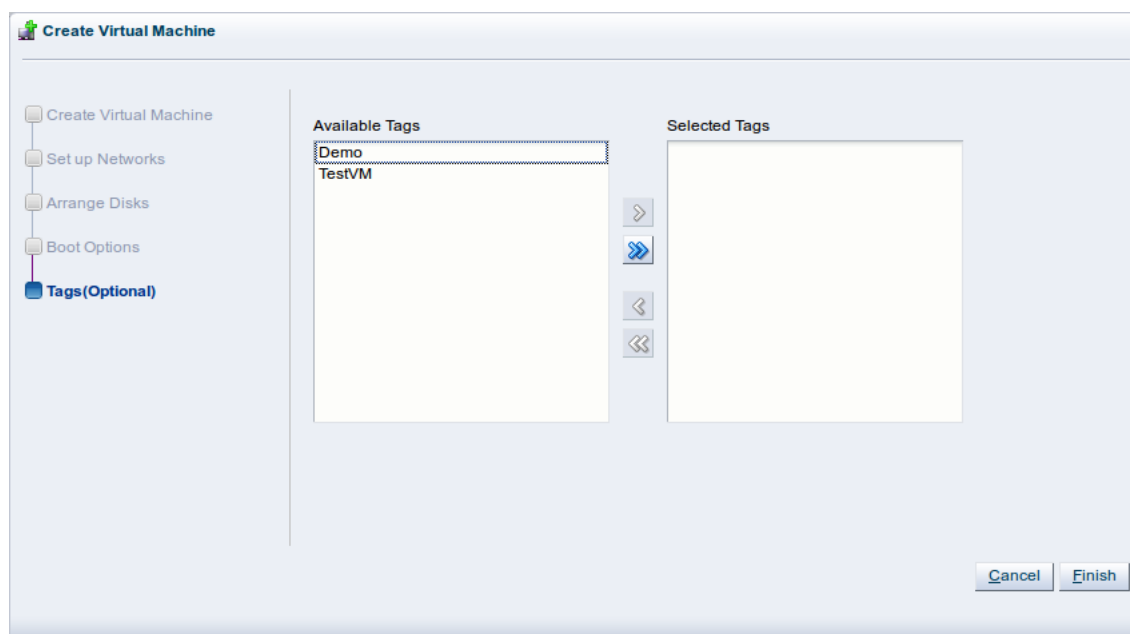 Create Virtual Machine
Create Virtual Machine
Set up Networks
Arrange Disks
Boot Options
Tags(Optional)
Available Tags
Demo
TestVM
Selected Tags
Cancel
Finish